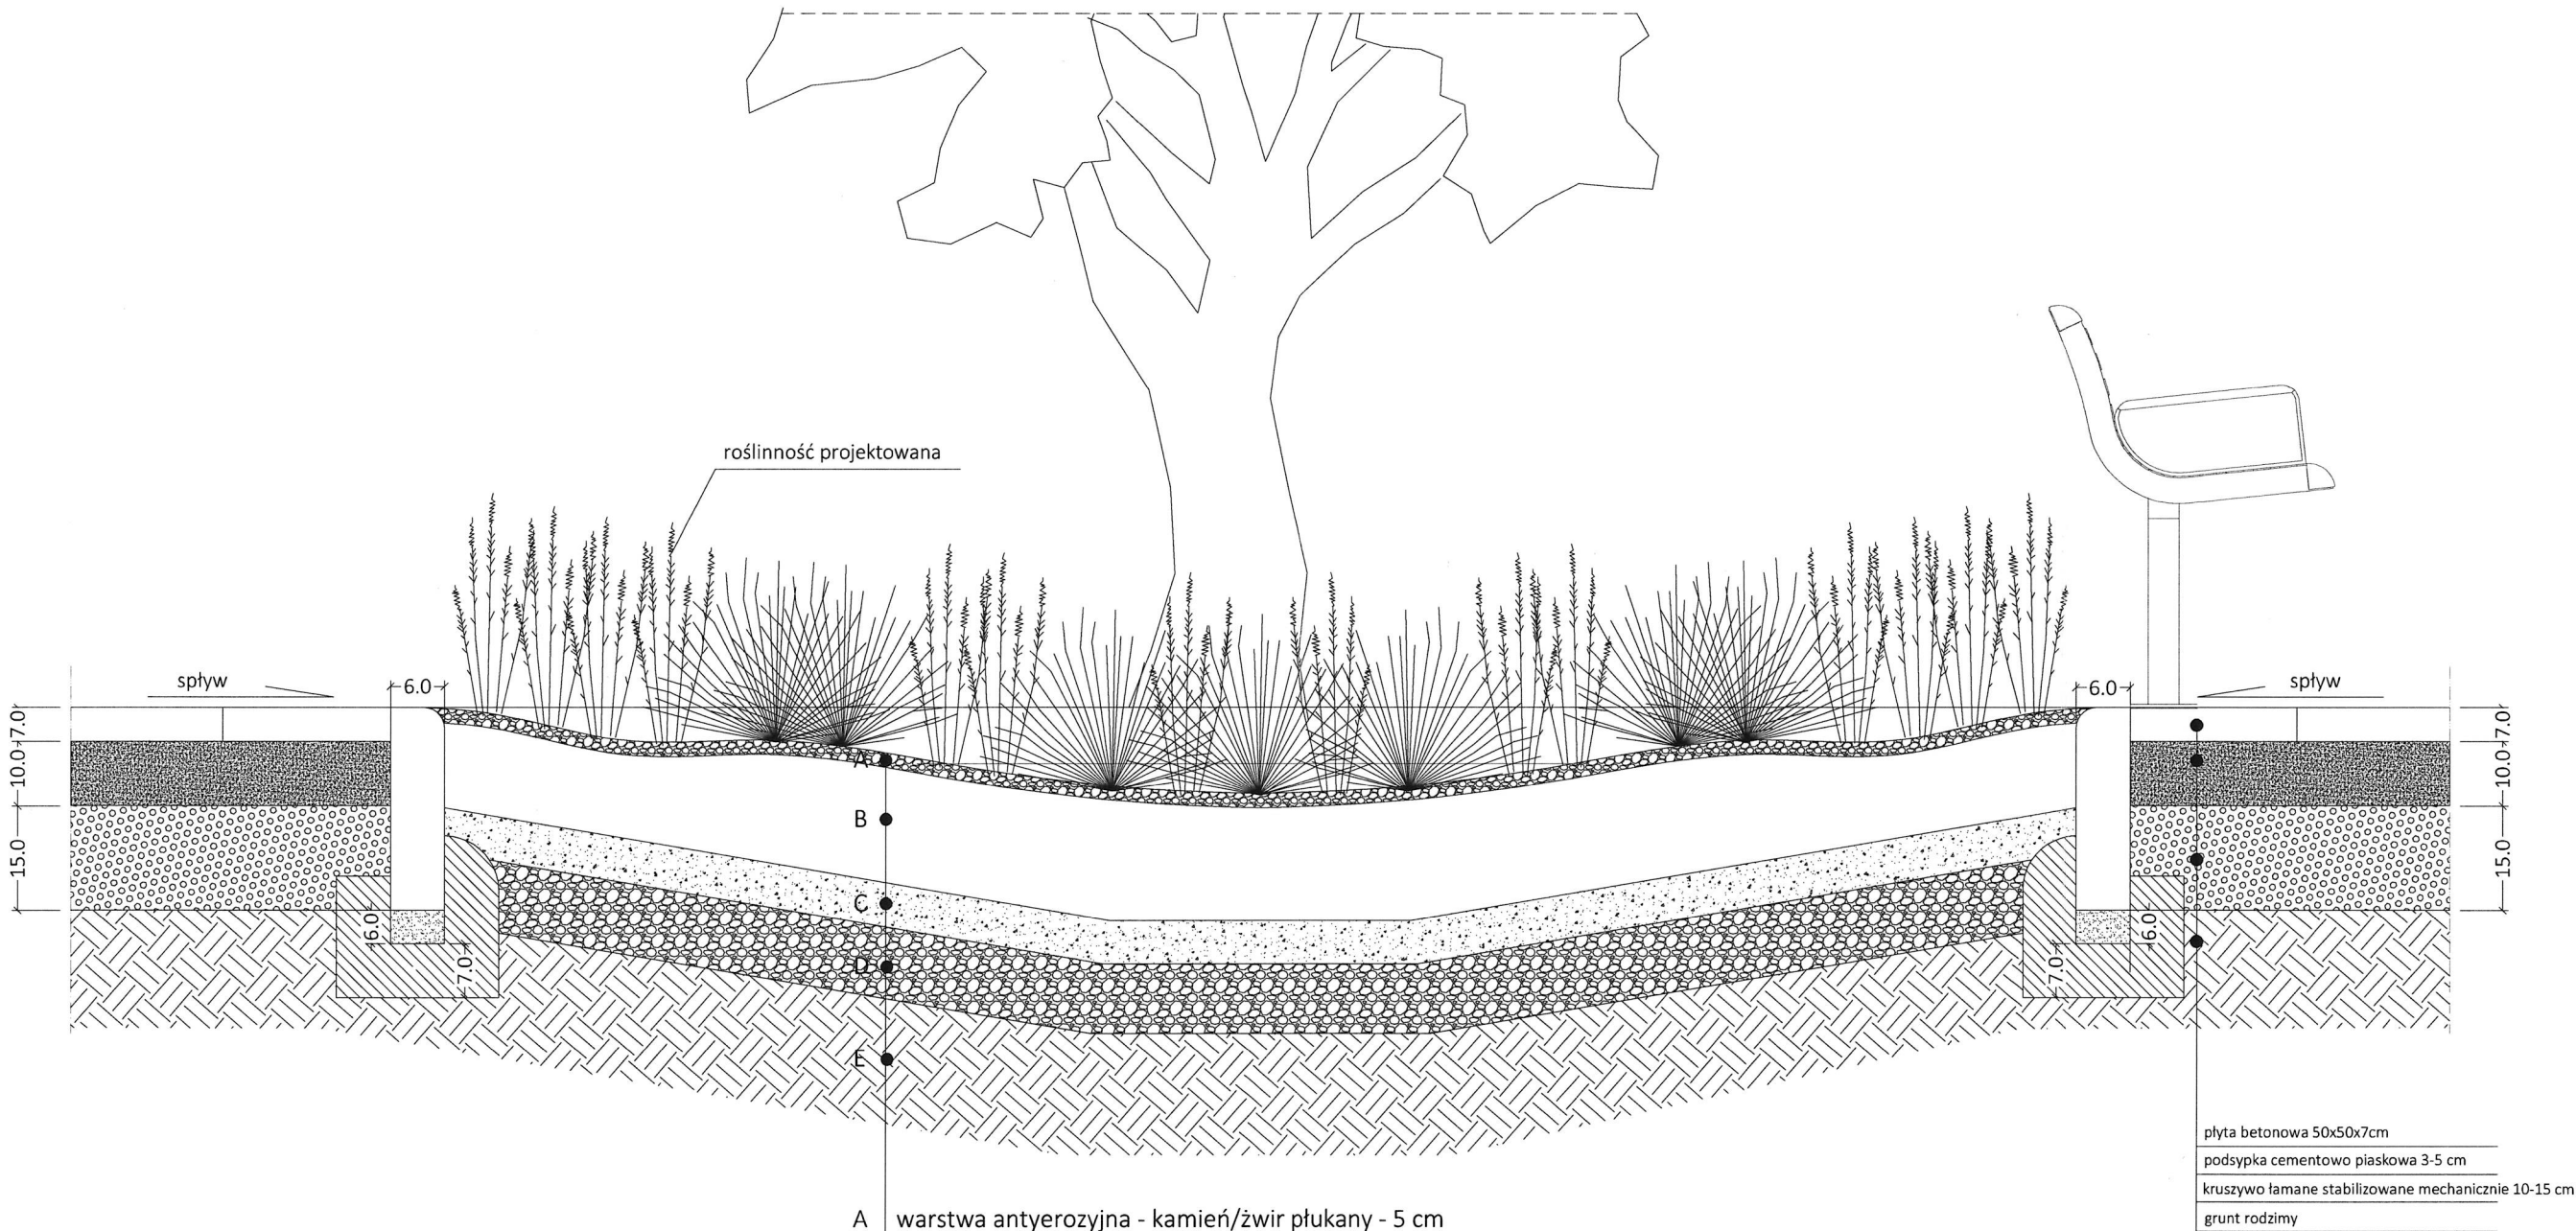 roślinność projektowana
spływ
6.0
6.0
spływ
7.0
10.0
15.0
7.0
10.0
15.0
A
B
C
D
E
6.0
7.0
6.0
7.0
płyta betonowa 50x50x7cm
podsypka cementowo piaskowa 3-5 cm
kruszywo łamane stabilizowane mechanicznie 10-15 cm
grunt rodzimy
A warstwa antyerozyjna - kamień/żwir płukany - 5 cm